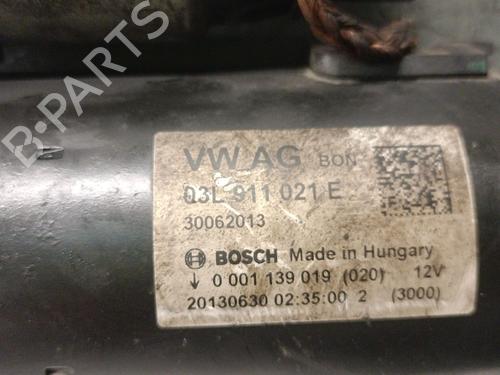 B-PARTS
VW AG BON
03L 911 021 E
30062013
BOSCH Made in Hungary
↓ 0 001 139 019 (020) 12V
20130630 02:35:00 2 (3000)